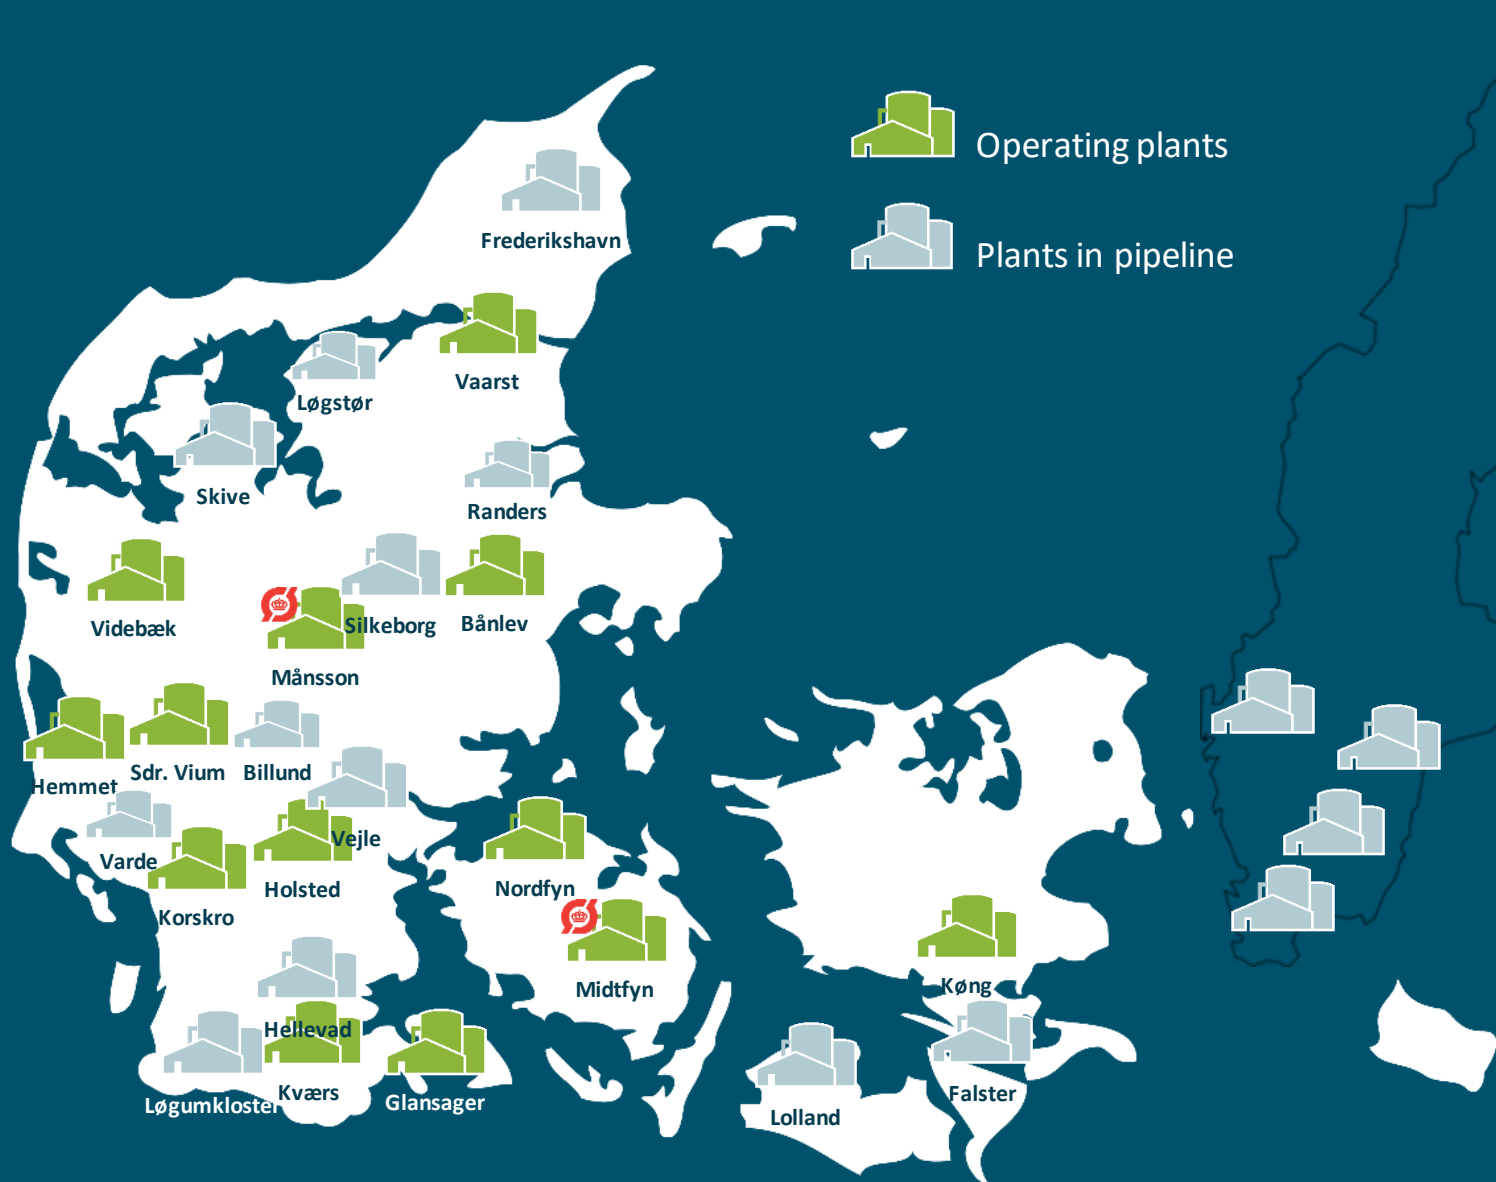 Operating plants
Plants in pipeline
Frederikshavn
Vaarst
Løgstør
Skive
Randers
Videbæk
Silkeborg
Bånlev
Månsson
Hemmet
Sdr. Vium
Billund
Vejle
Varde
Holsted
Korskro
Nordfyn
Midtfyn
Køng
Hellevad
Løgumkloster
Kværs
Glansager
Lolland
Falster